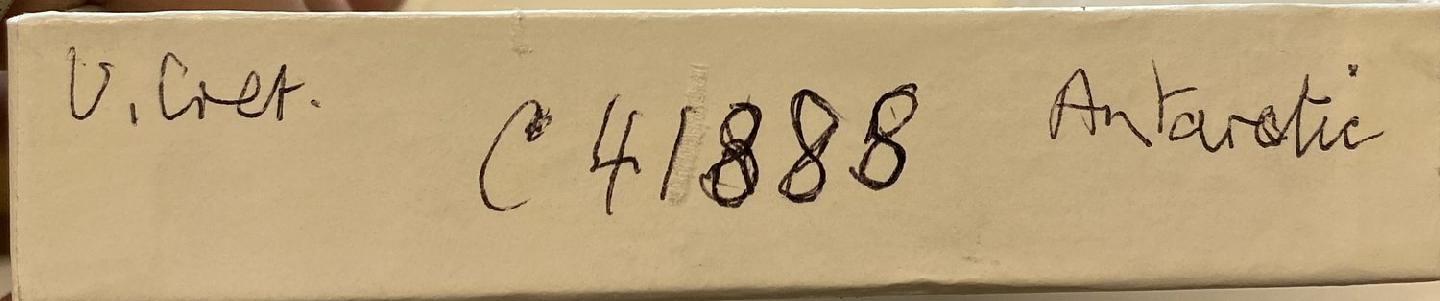 U. Cret. C 41888 Antarctic